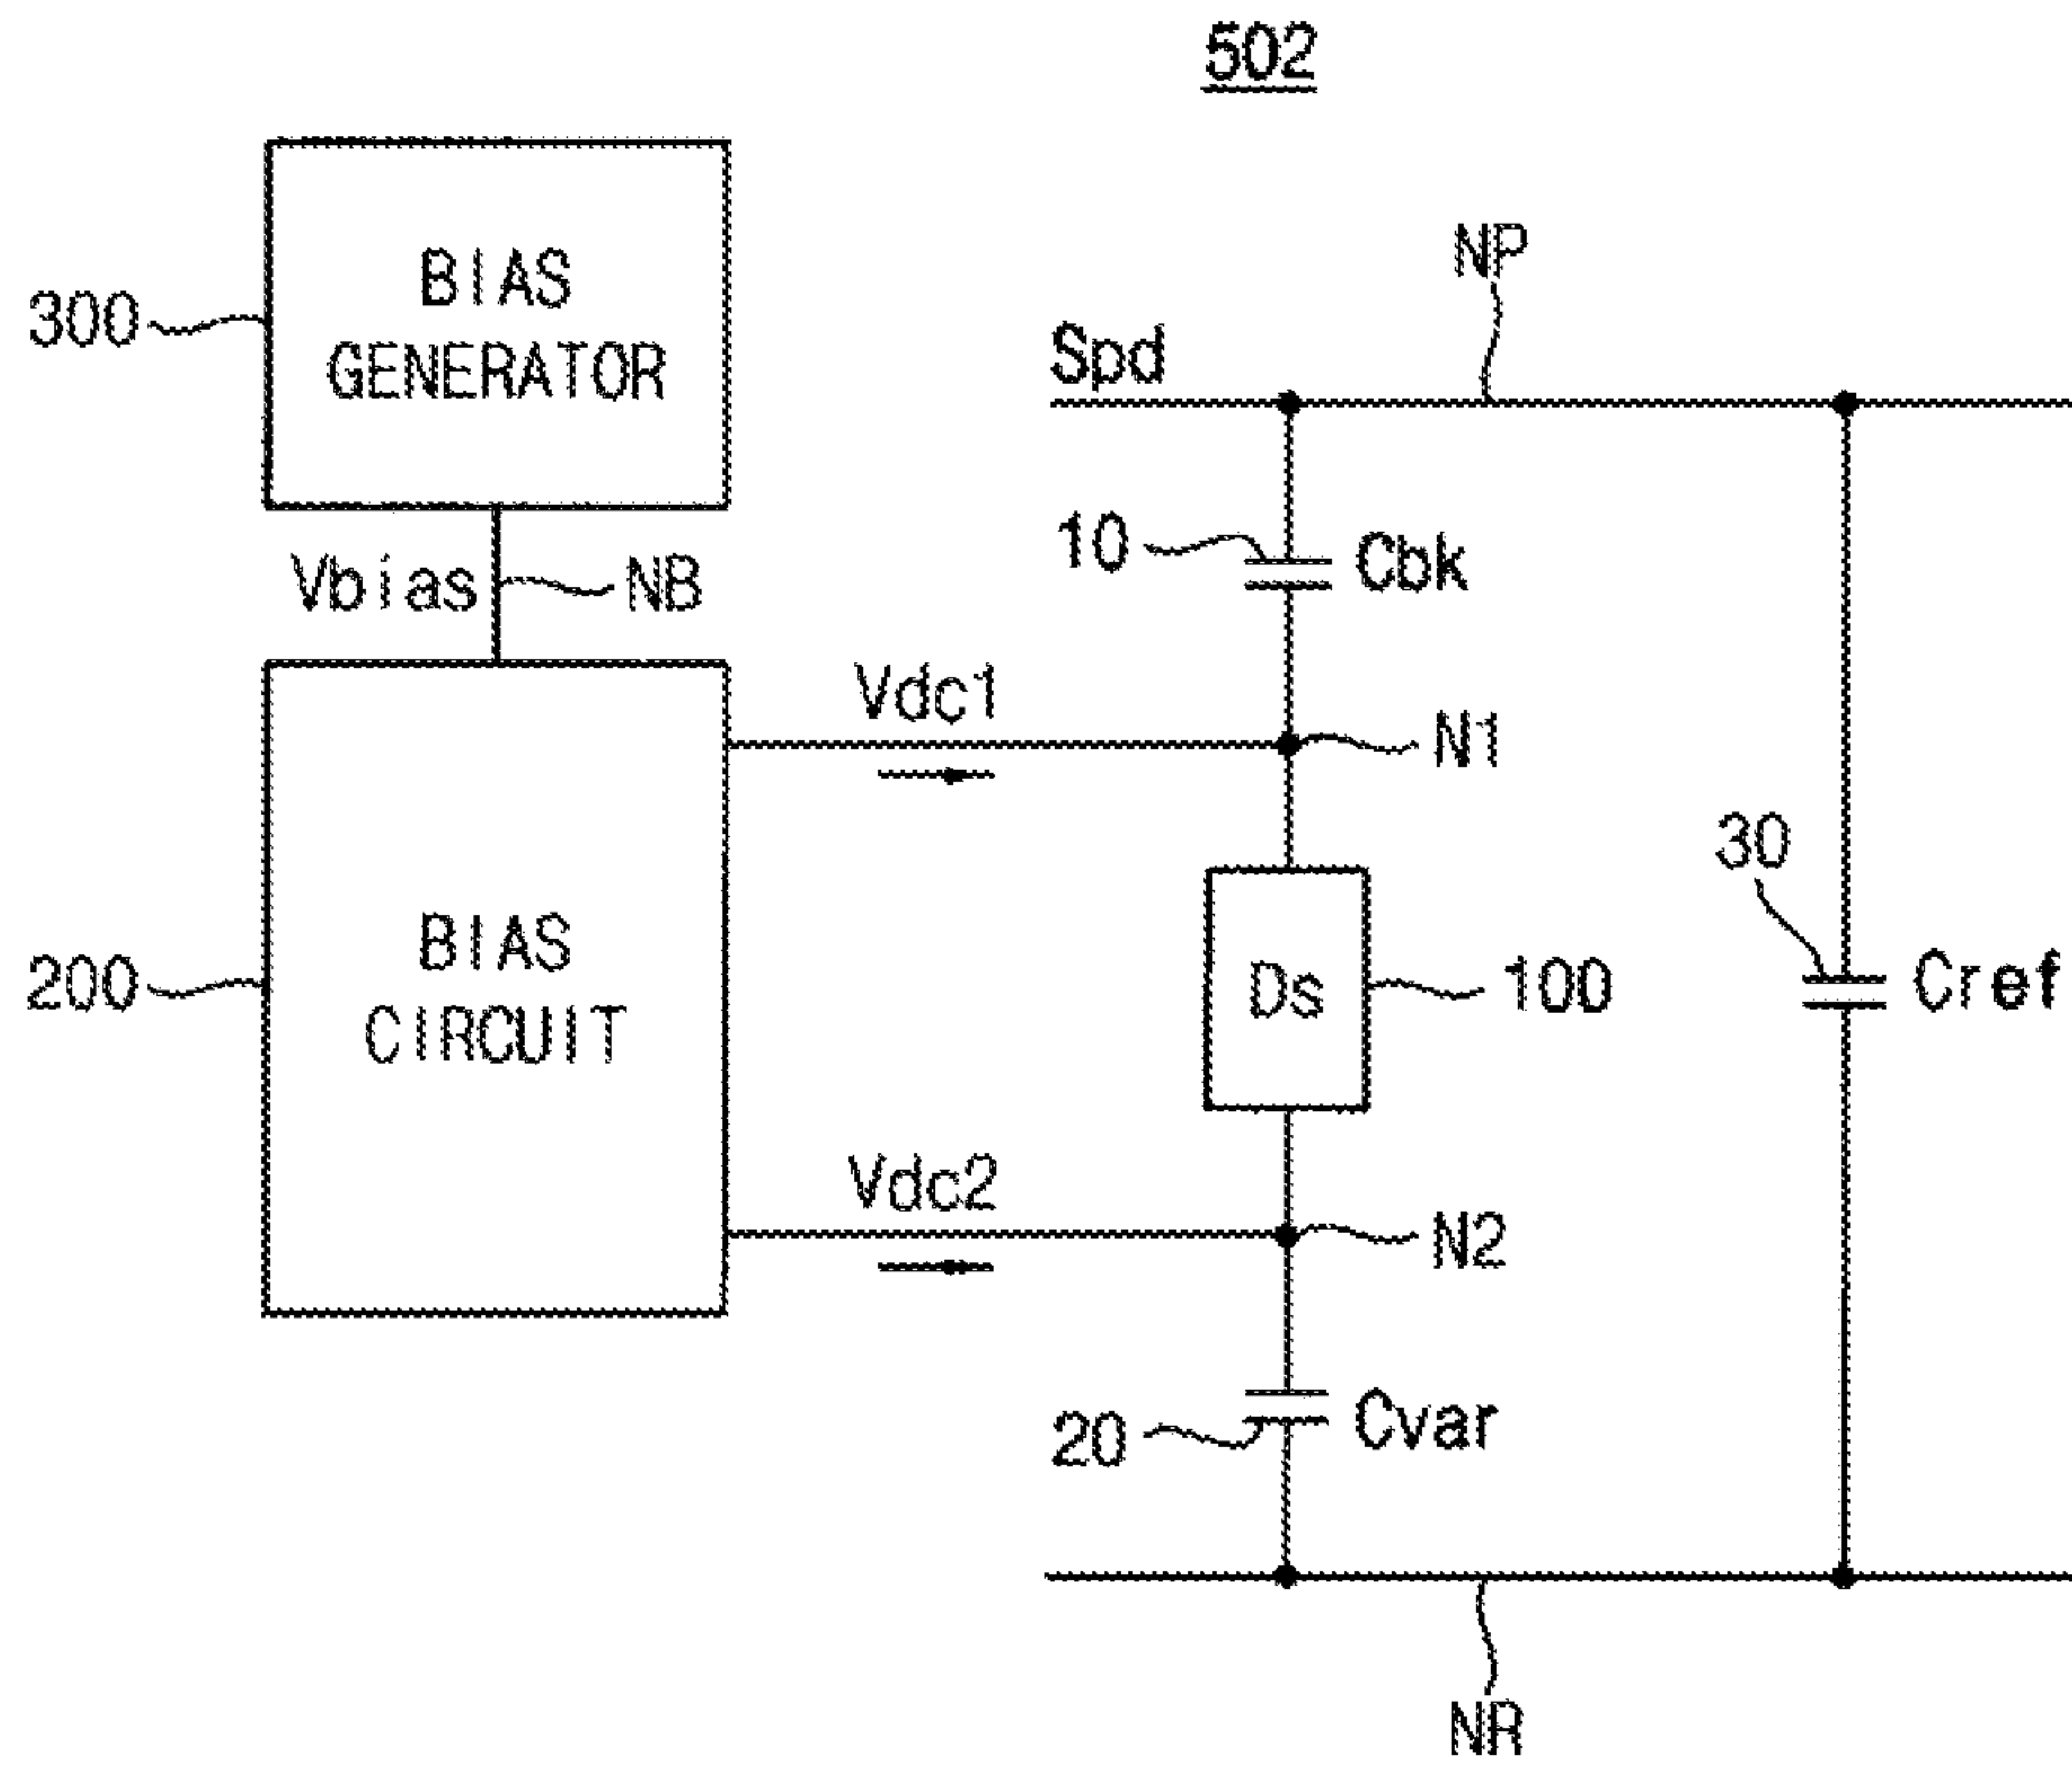 502
BIAS
GENERATOR
300
NP
Spd
10
Cbk
Vbias
NB
Vdc1
N1
30
BIAS
CIRCUIT
200
Ds
100
Cref
Vdc2
N2
20
Cvar
NR